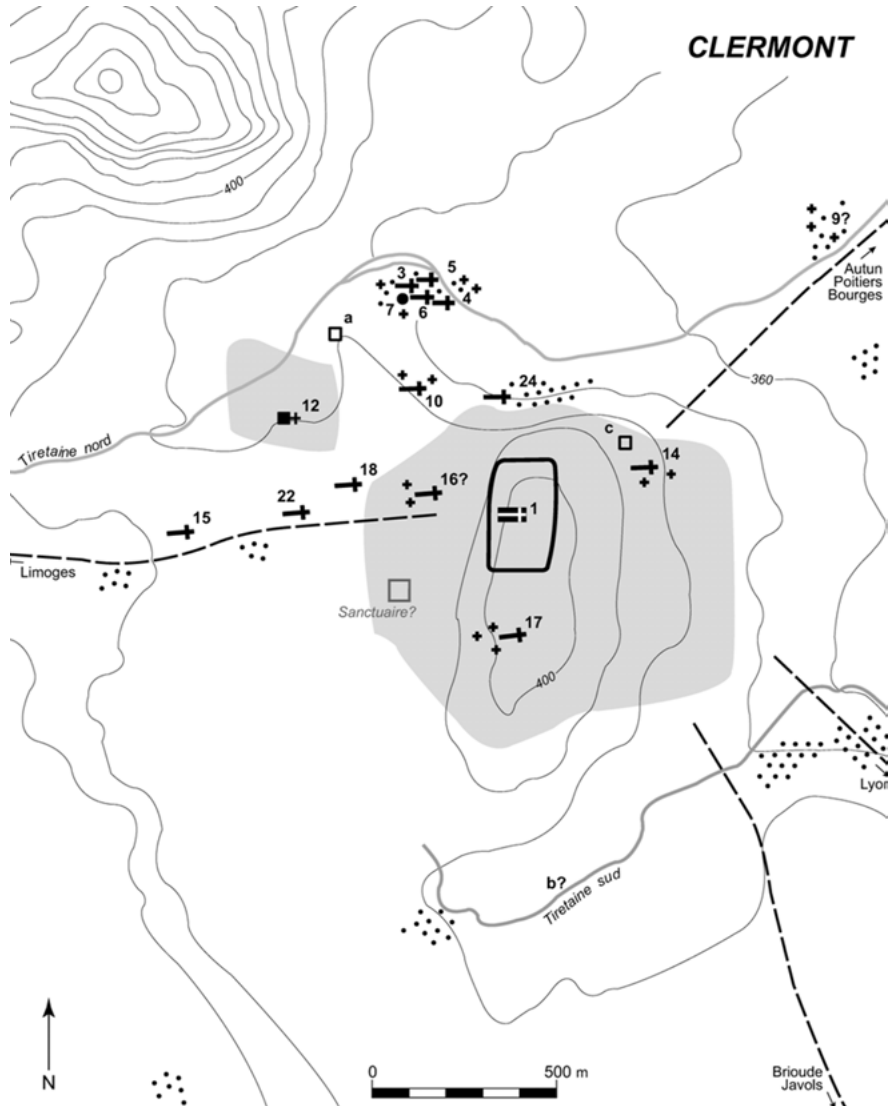 CLERMONT
400
9?
Autun
Poitiers
Bourges
3
5
7
6
4
a
360
24
10
12
c
Tiretaine nord
14
18
16?
22
1
15
Limoges
Sanctuaire?
17
400
Lyon
b?
Tiretaine sud
N
0
500 m
Brioude
Javols